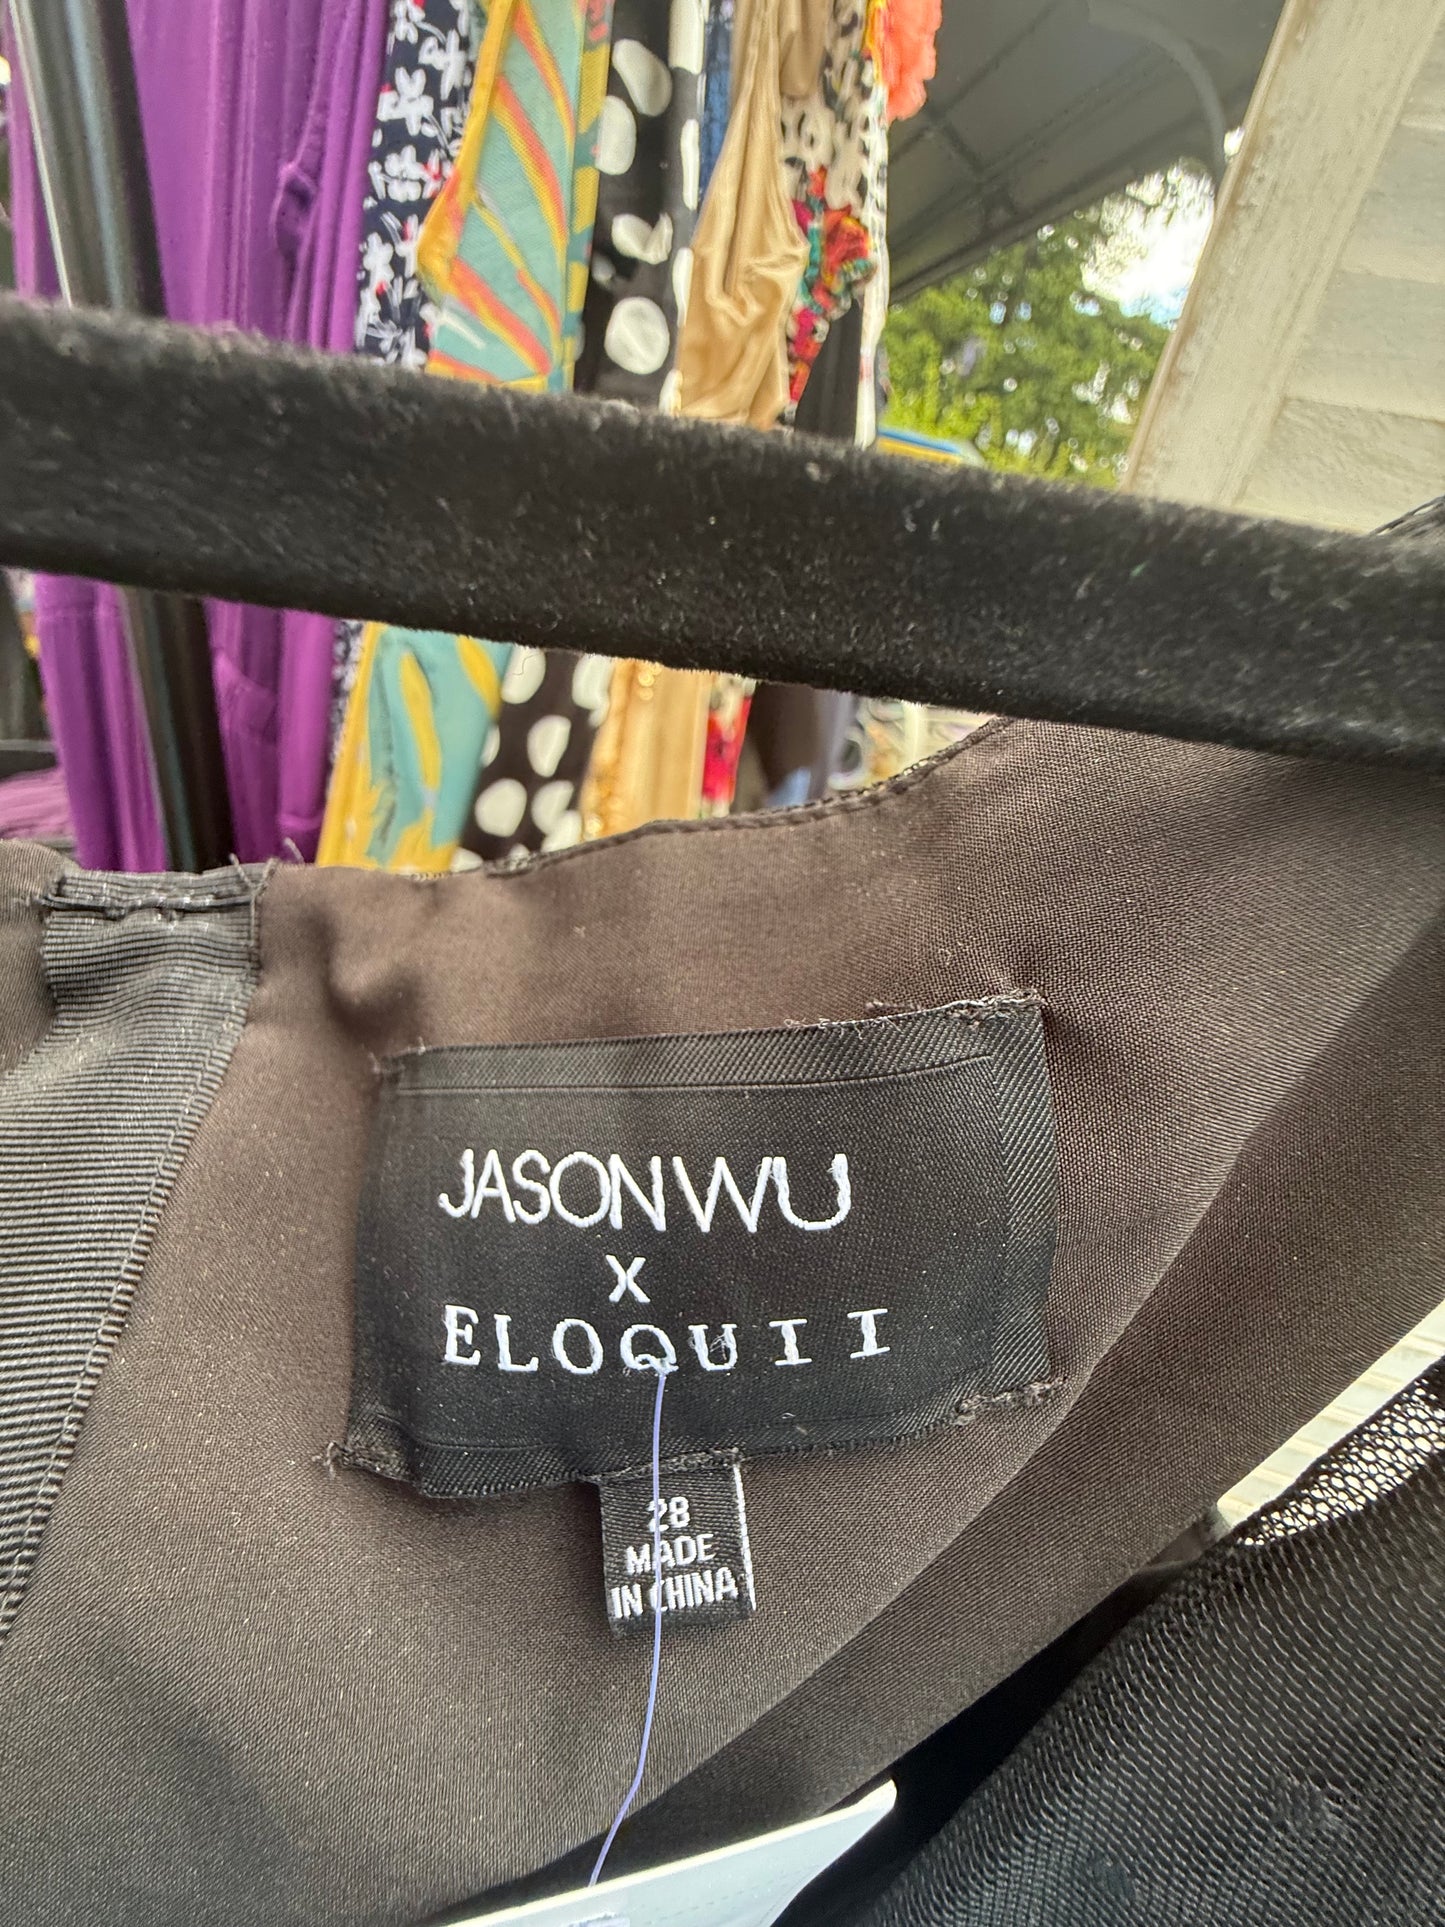 JASON WU
X
ELOQUII
28
MADE
IN CHINA